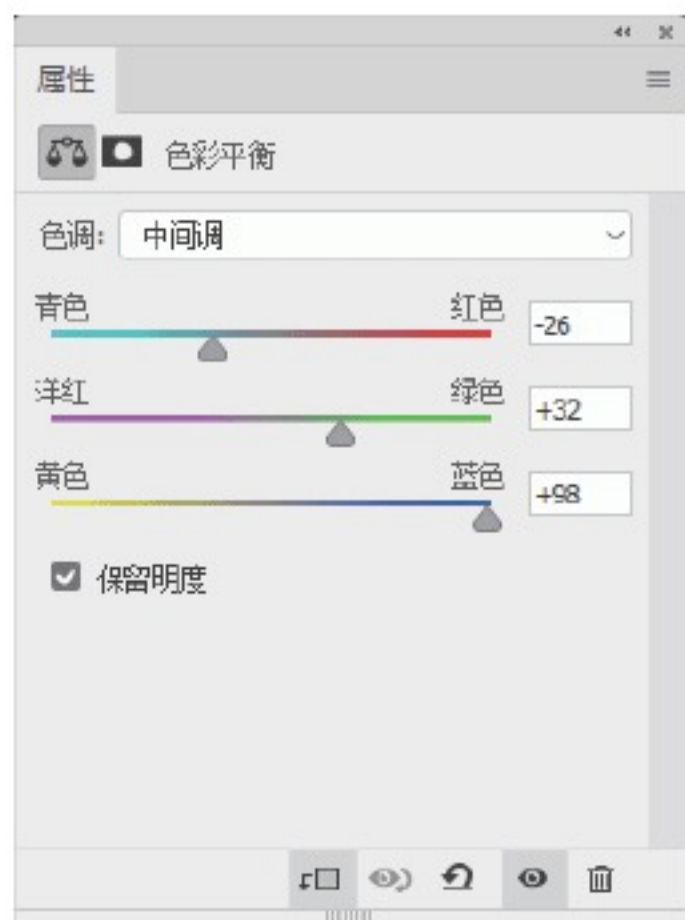 属性
色彩平衡
色调: 中间调
青色 红色 -26
洋红 绿色 +32
黄色 蓝色 +98
保留明度